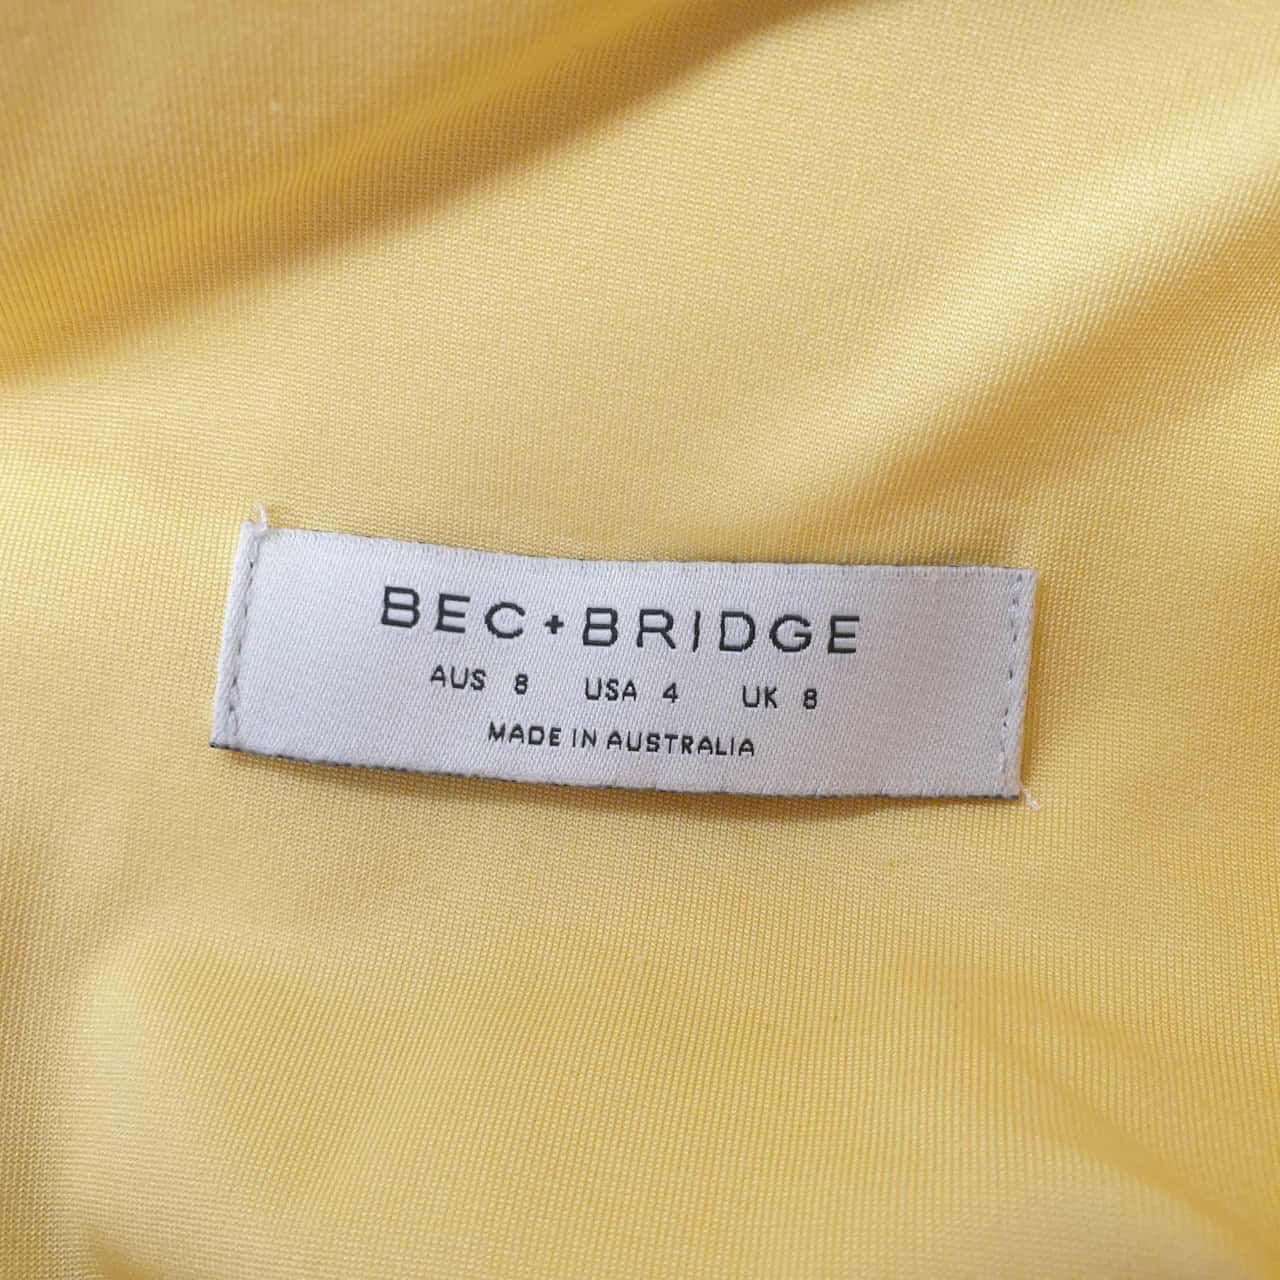 BEC+BRIDGE
AUS 8 USA 4 UK 8
MADE IN AUSTRALIA